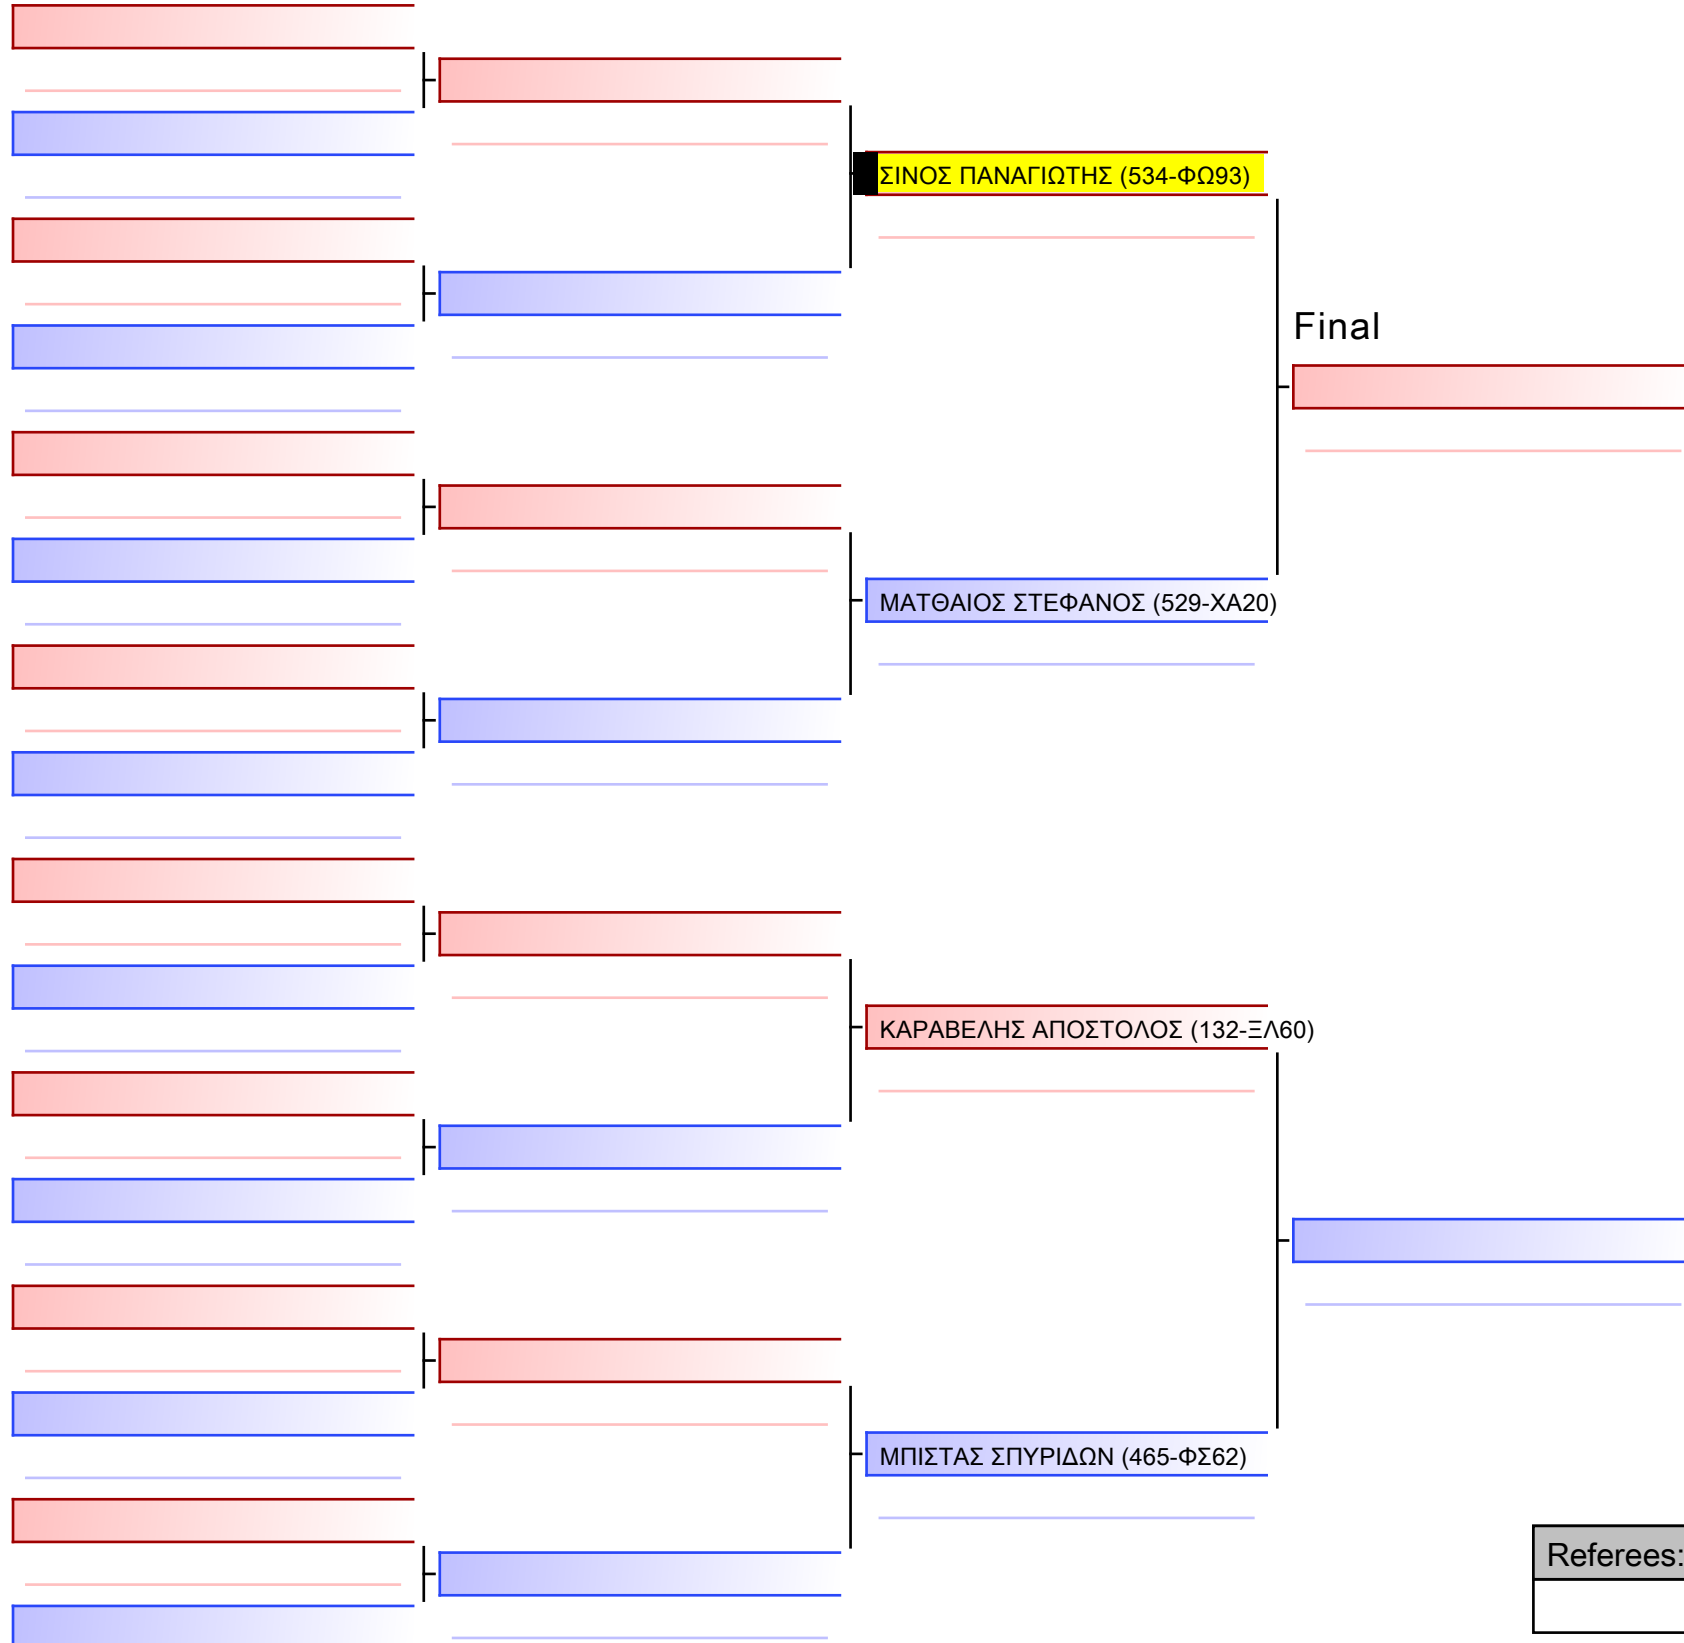 ΣΙΝΟΣ ΠΑΝΑΓΙΩΤΗΣ (534-ΦΩ93)
Final
ΜΑΤΘΑΙΟΣ ΣΤΕΦΑΝΟΣ (529-ΧΑ20)
ΚΑΡΑΒΕΛΗΣ ΑΠΟΣΤΟΛΟΣ (132-ΞΛ60)
ΜΠΙΣΤΑΣ ΣΠΥΡΙΔΩΝ (465-ΦΣ62)
Referees: